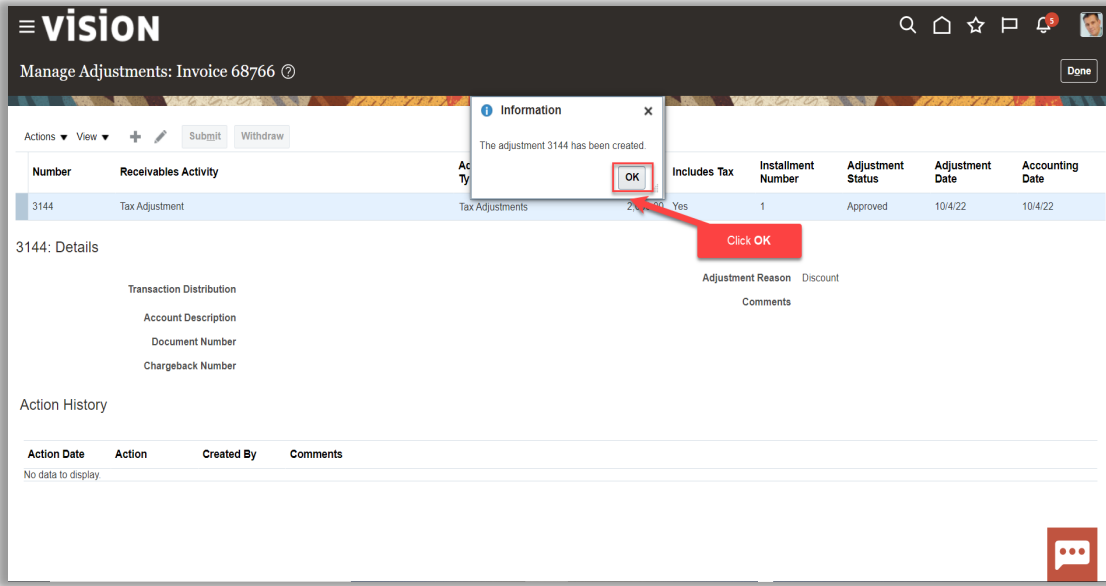 vision
5
Manage Adjustments: Invoice 68766 ?
Done
Information
The adjustment 3144 has been created.
OK
Actions View Submit Withdraw
Number Receivables Activity Includes Tax Installment Number Adjustment Status Adjustment Date Accounting Date
3144 Tax Adjustment Tax Adjustments Yes 1 Approved 10/4/22 10/4/22
Click OK
3144: Details
Adjustment Reason Discount
Transaction Distribution
Comments
Account Description
Document Number
Chargeback Number
Action History
Action Date Action Created By Comments
No data to display.